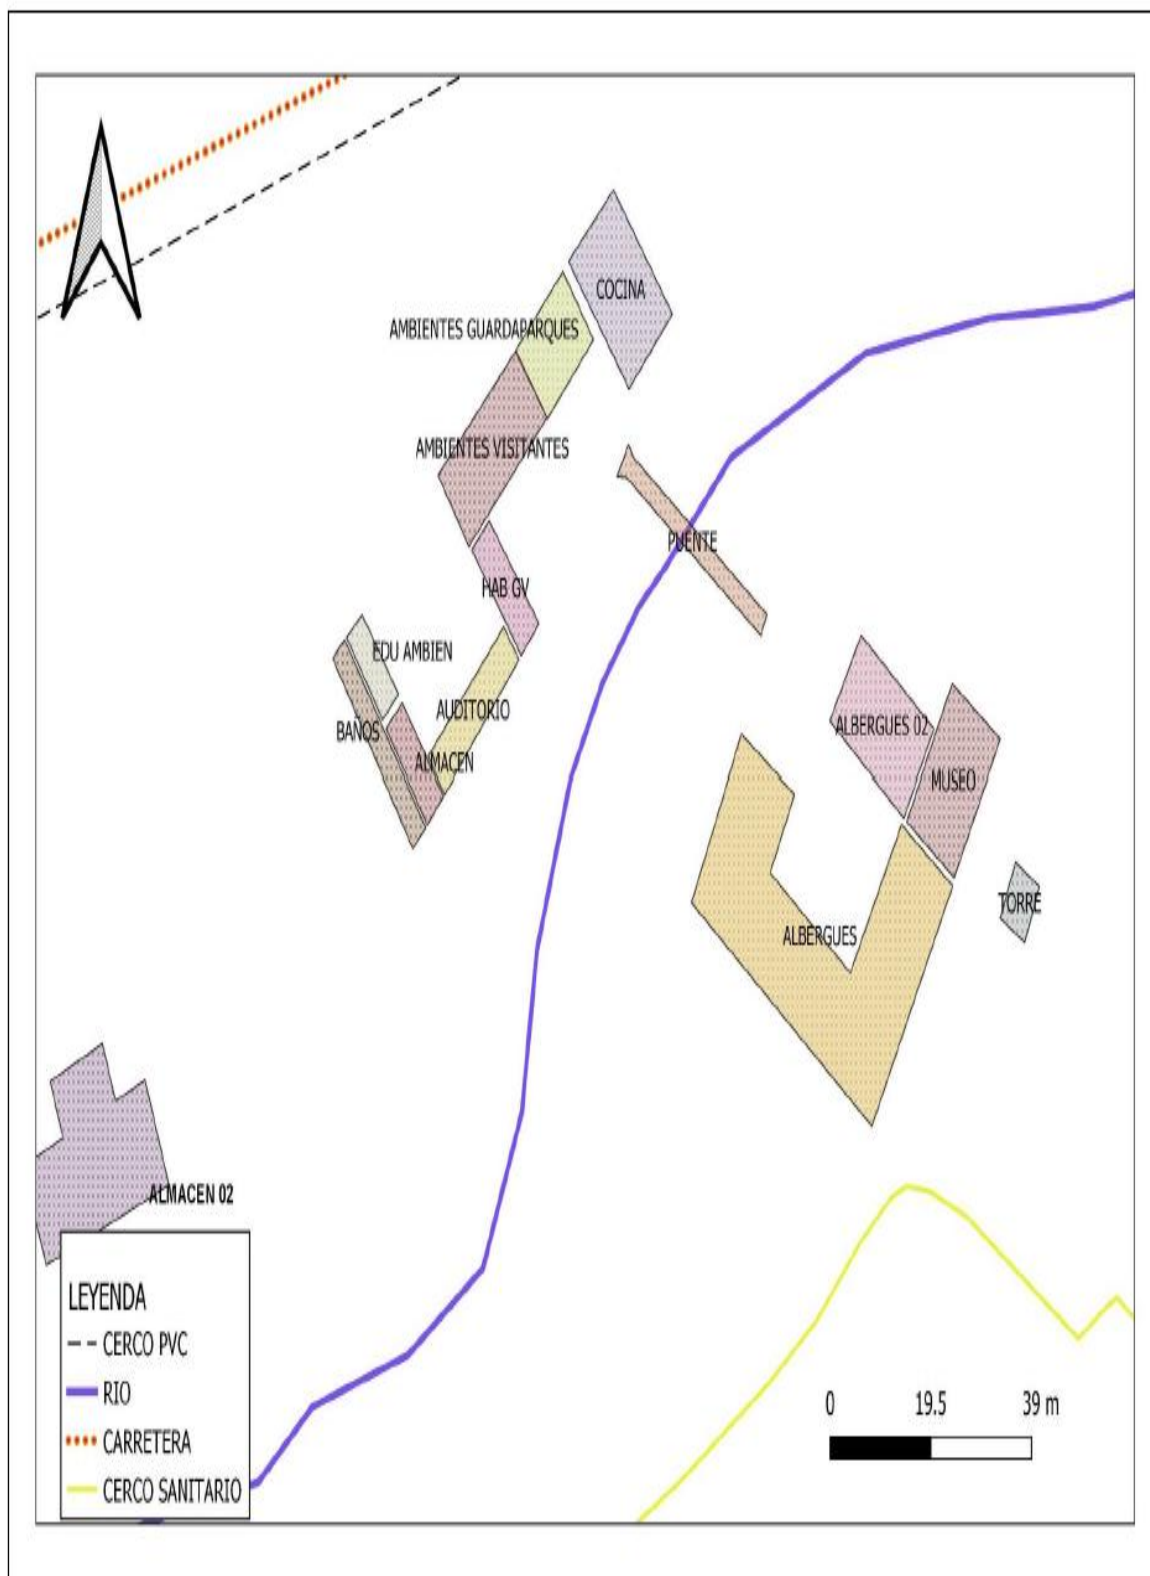 COCINA
AMBIENTES GUARDAPARQUES
AMBIENTES VISITANTES
PUENTE
HAB GV
EDU AMBIEN
AUDITORIO
BAÑOS
ALMACEN
ALBERGUES 02
MUSEO
TORRE
ALBERGUES
ALMACEN 02
LEYENDA
CERCO PVC
RIO
CARRETERA
CERCO SANITARIO
0 19.5 39 m